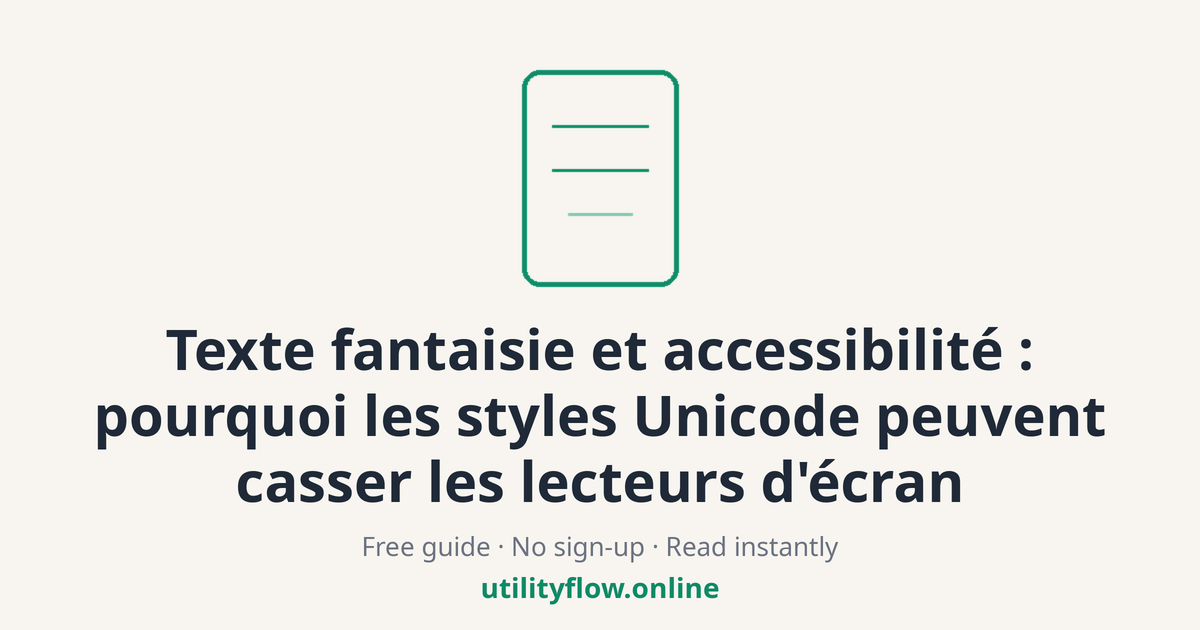 Texte fantaisie et accessibilité :
pourquoi les styles Unicode peuvent
casser les lecteurs d'écran
Free guide · No sign-up · Read instantly
utilityflow.online